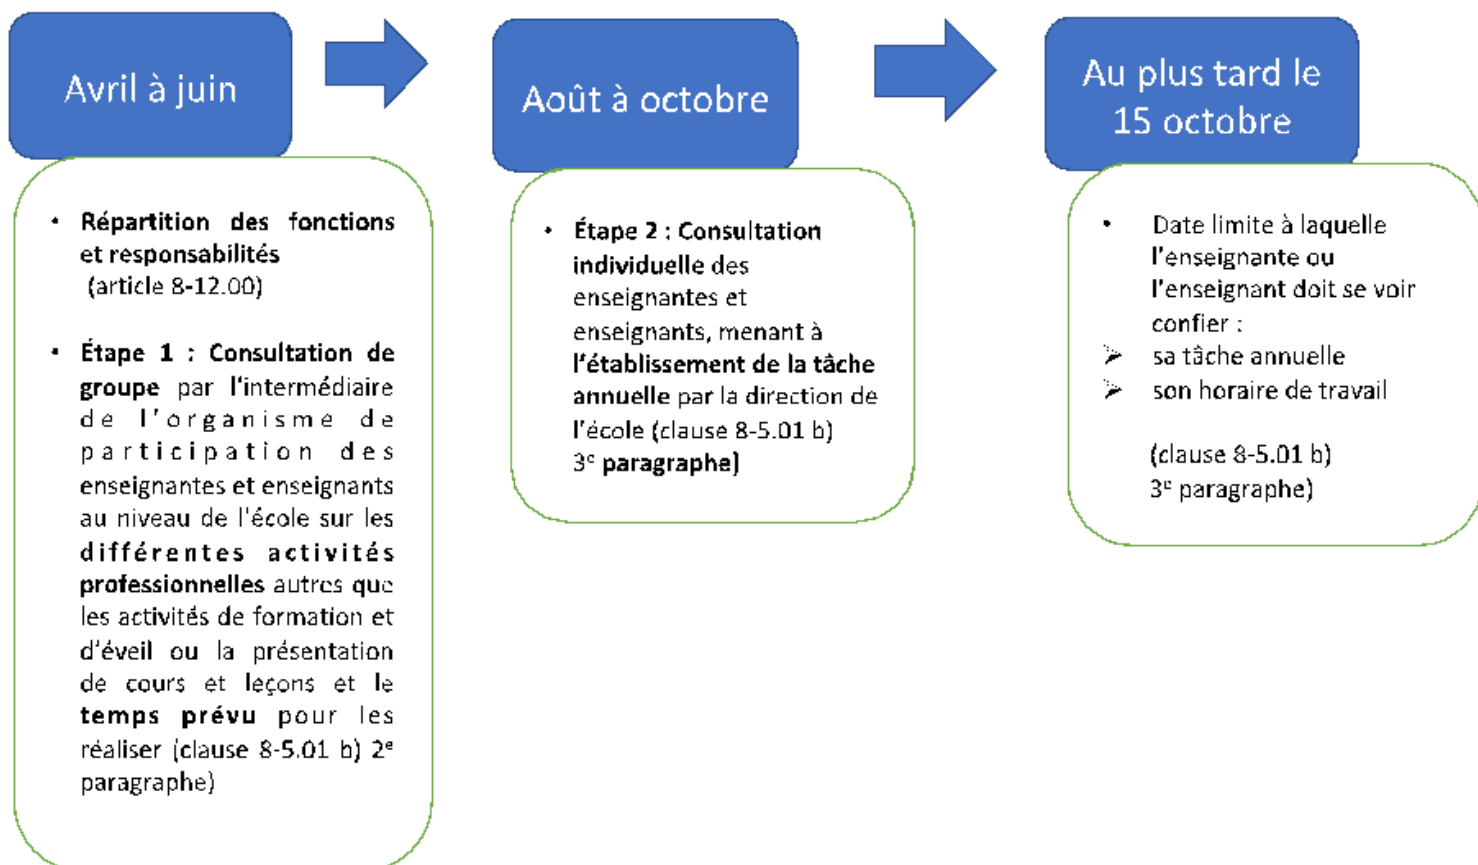 Avril à juin
• Répartition des fonctions
et responsabilités
(article 8-12.00)
• Étape 1 : Consultation de
groupe par l'intermédiaire
de l'organisme de
participation des
enseignantes et enseignants
au niveau de l'école sur les
différentes activités
professionnelles autres que
les activités de formation et
d'éveil ou la présentation
de cours et leçons et le
temps prévu pour les
réaliser (clause 8-5.01 b) 2e
paragraphe)
Août à octobre
• Étape 2 : Consultation
individuelle des
enseignantes et
enseignants, menant à
l'établissement de la tâche
annuelle par la direction de
l'école (clause 8-5.01 b)
3e paragraphe)
Au plus tard le
15 octobre
• Date limite à laquelle
l'enseignante ou
l'enseignant doit se voir
confier :
➢ sa tâche annuelle
➢ son horaire de travail
(clause 8-5.01 b)
3e paragraphe)